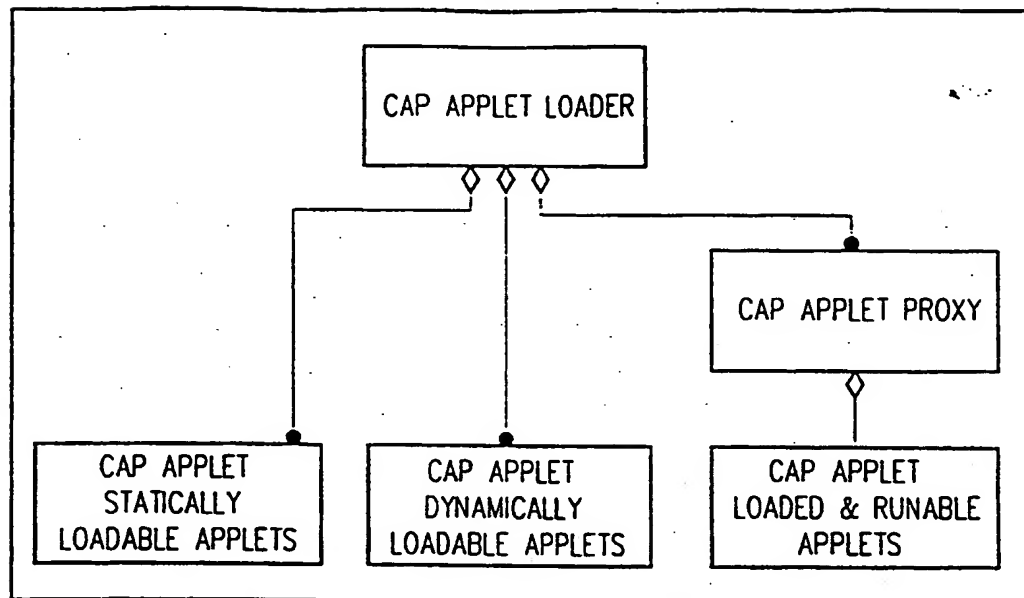 CAP APPLET LOADER
CAP APPLET PROXY
CAP APPLET
STATICALLY
LOADABLE APPLETS
CAP APPLET
DYNAMICALLY
LOADABLE APPLETS
CAP APPLET
LOADED & RUNABLE
APPLETS